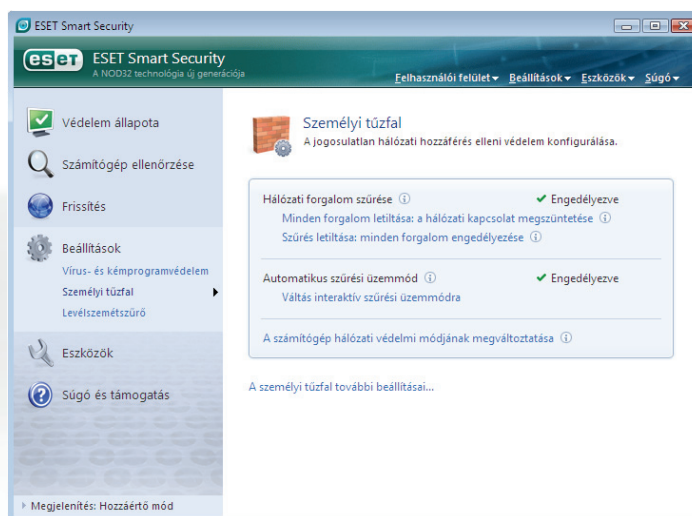 ESET Smart Security
eseT
ESET Smart Security
A NOD32 technológia új generációja
Felhasználói felület Beállítások Eszközök Súgó
Védelem állapota
Számítógép ellenőrzése
Frissítés
Beállítások
Vírus- és kémprogramvédelem
Személyi tűzfal
Levélszemétszűrő
Eszközök
Súgó és támogatás
Megjelenítés: Hozzáértő mód
Személyi tűzfal
A jogosulatlan hálózati hozzáférés elleni védelem konfigurálása.
Hálózati forgalom szűrése Engedélyezve
Minden forgalom letiltása: a hálózati kapcsolat megszüntetése
Szűrés letiltása: minden forgalom engedélyezése
Automatikus szűrési üzemmód Engedélyezve
Váltás interaktív szűrési üzemmódra
A számítógép hálózati védelmi módjának megváltoztatása
A személyi tűzfal további beállításai...